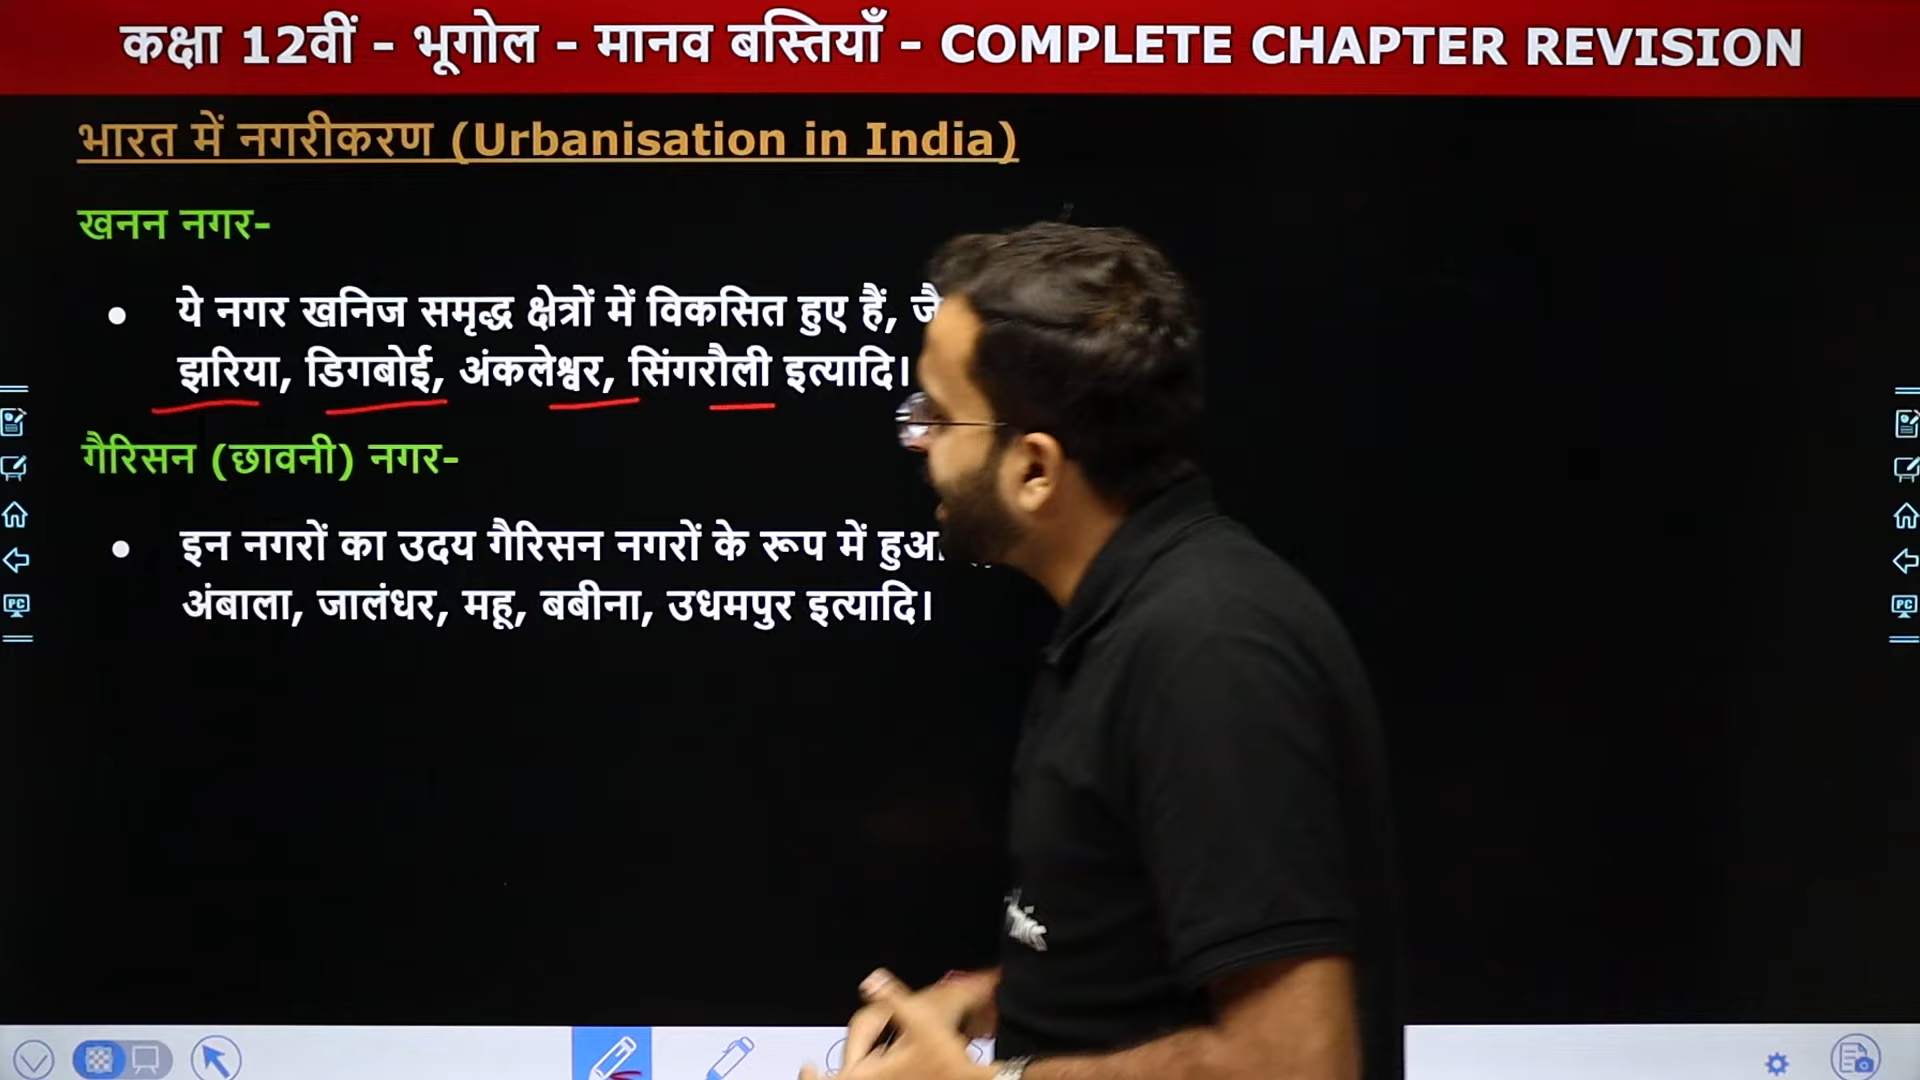 कक्षा 12वीं - भूगोल - मानव बस्तियाँ - COMPLETE CHAPTER REVISION
भारत में नगरीकरण (Urbanisation in India)
खनन नगर-
• ये नगर खनिज समृद्ध क्षेत्रों में विकसित हुए हैं,
झरिया, डिगबोई, अंकलेश्वर, सिंगरौली इत्यादि।
गैरिसन (छावनी) नगर-
• इन नगरों का उदय गैरिसन नगरों के रूप में
अंबाला, जालंधर, महू, बबीना, उधमपुर इत्यादि।
PC
PC